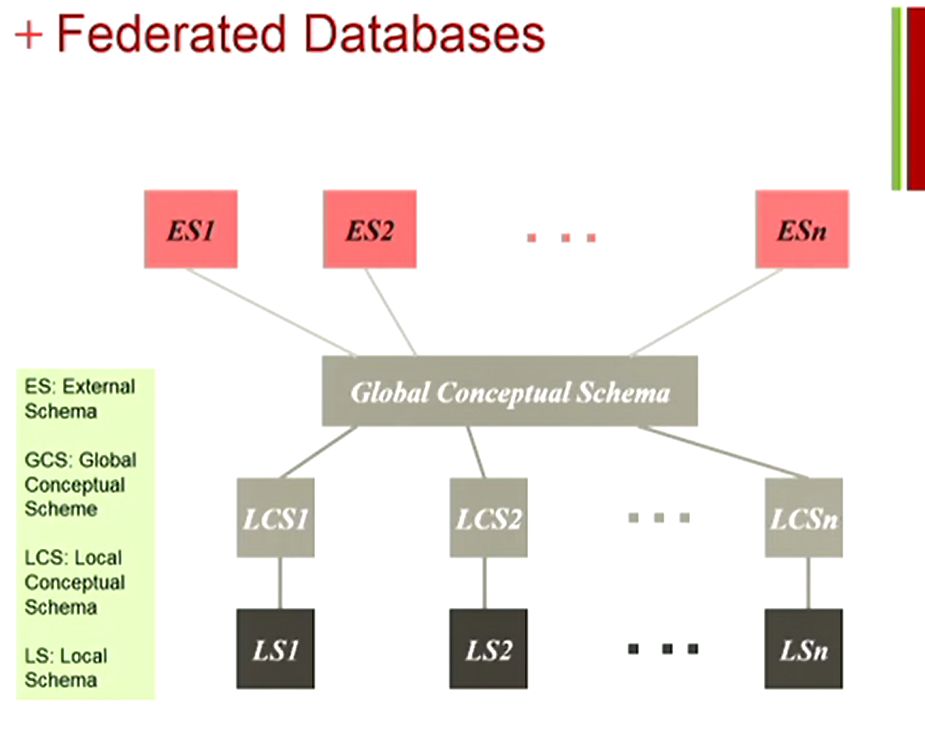 + Federated Databases
ES1 ES2 ... ESn
Global Conceptual Schema
ES: External
Schema
GCS: Global
Conceptual
Scheme
LCS: Local
Conceptual
Schema
LS: Local
Schema
LCS1 LCS2 ... LCSn
LS1 LS2 ... LSn